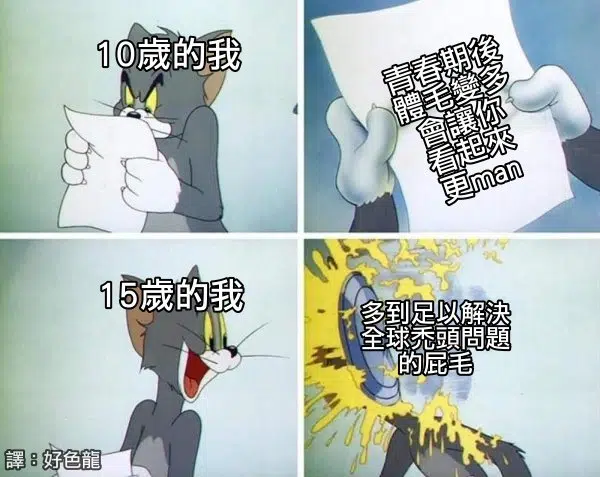 10歲的我
青春期後
體毛變多
會讓你
看起來
更man
15歲的我
多到足以解決
全球禿頭問題
的屁毛
譯：好色龍